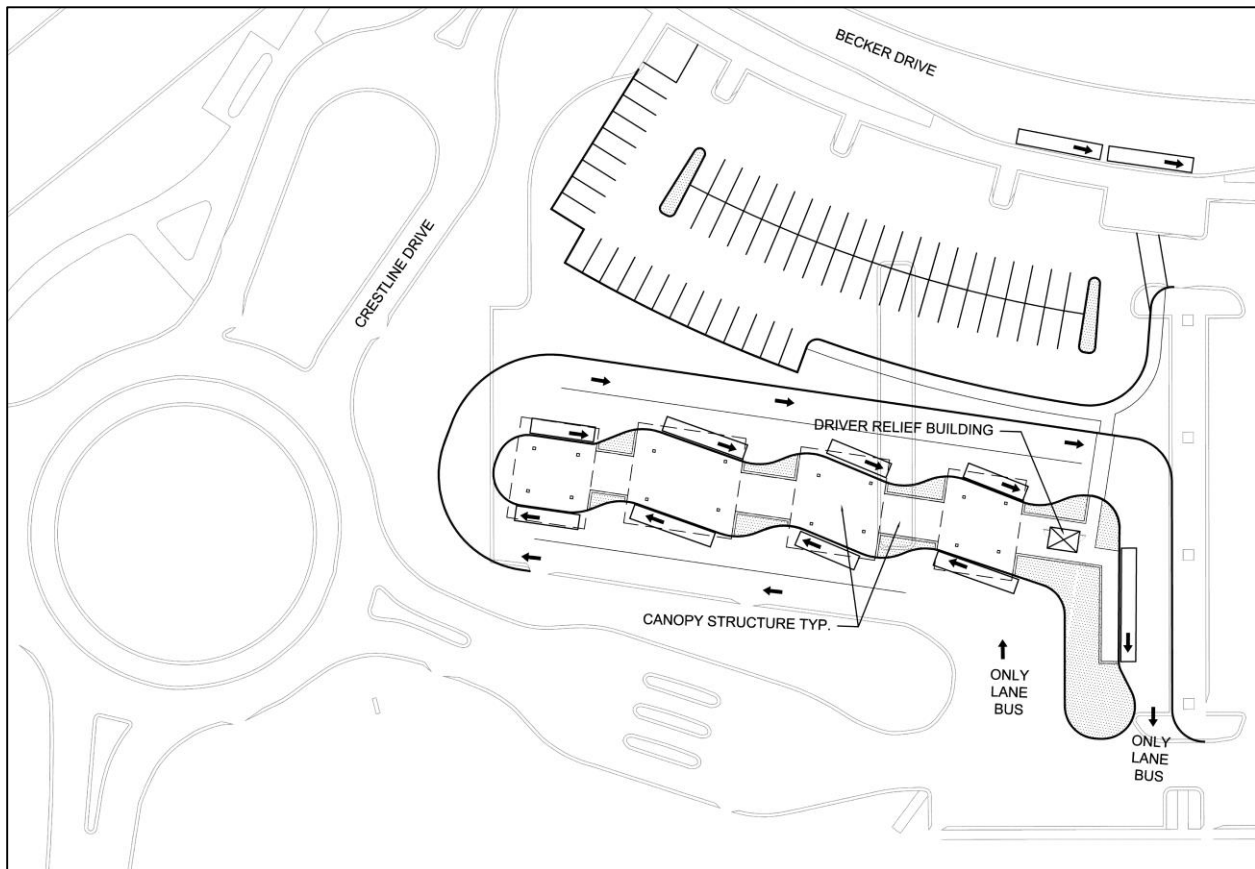 BECKER DRIVE
CRESTLINE DRIVE
DRIVER RELIEF BUILDING
CANOPY STRUCTURE TYP.
ONLY
LANE
BUS
ONLY
LANE
BUS